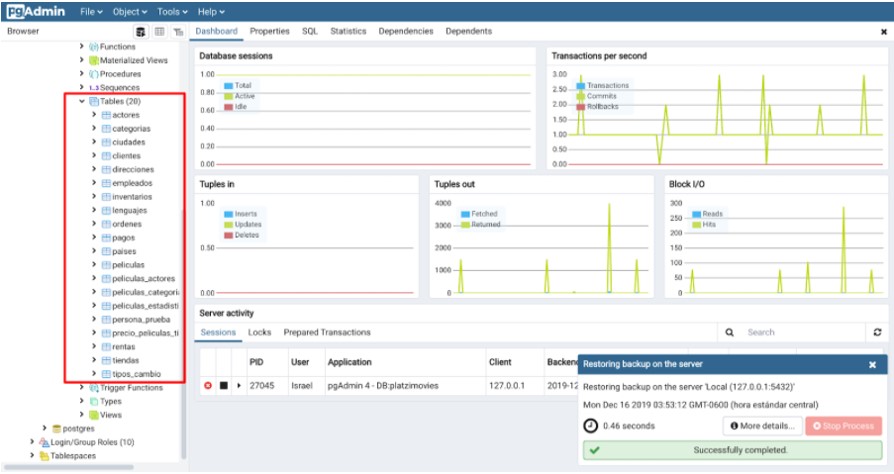 pgAdmin File Object Tools Help
Browser
Dashboard Properties SQL Statistics Dependencies Dependents
Functions
Materialized Views
Procedures
1..3 Sequences
Tables (20)
actores
categorias
ciudades
clientes
direcciones
empleados
inventarios
lenguajes
ordenes
pagos
paises
peliculas
peliculas_actores
peliculas_categori
peliculas_estadisti
persona_prueba
precio_peliculas_ti
rentas
tiendas
tipos_cambio
Trigger Functions
Types
Views
postgres
Login/Group Roles (10)
Tablespaces
Database sessions
1.00
0.80
0.60
0.40
0.20
0.00
Total
Active
Idle
Transactions per second
3.00
2.50
2.00
1.50
1.00
0.50
0.00
Transactions
Commits
Rollbacks
Tuples in
1.00
0.50
0.00
Inserts
Updates
Deletes
Tuples out
4000
3000
2000
1000
0
Fetched
Returned
Block I/O
300
250
200
150
100
50
0
Reads
Hits
Server activity
Sessions Locks Prepared Transactions
Search
PID User Application Client
27045 Israel pgAdmin 4 - DB:platzimovies 127.0.0.1 2019-12
Restoring backup on the server
Restoring backup on the server 'Local (127.0.0.1:5432)'
Mon Dec 16 2019 03:53:12 GMT-0600 (hora estándar central)
0.46 seconds
More details...
Stop Process
Successfully completed.